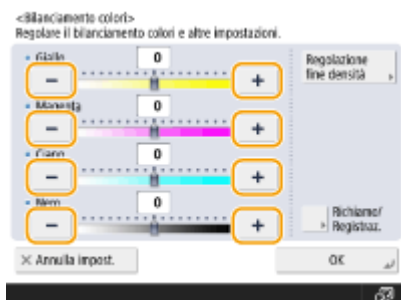 <Bilanciamento colori>
Regolare il bilanciamento colori e altre impostazioni.
Giallo
0
Regolazione
fine densità
− +
Magenta
0
− +
Ciano
0
− +
Nero
0
− +
Richiamo/
Registraz.
× Annulla impost.
OK